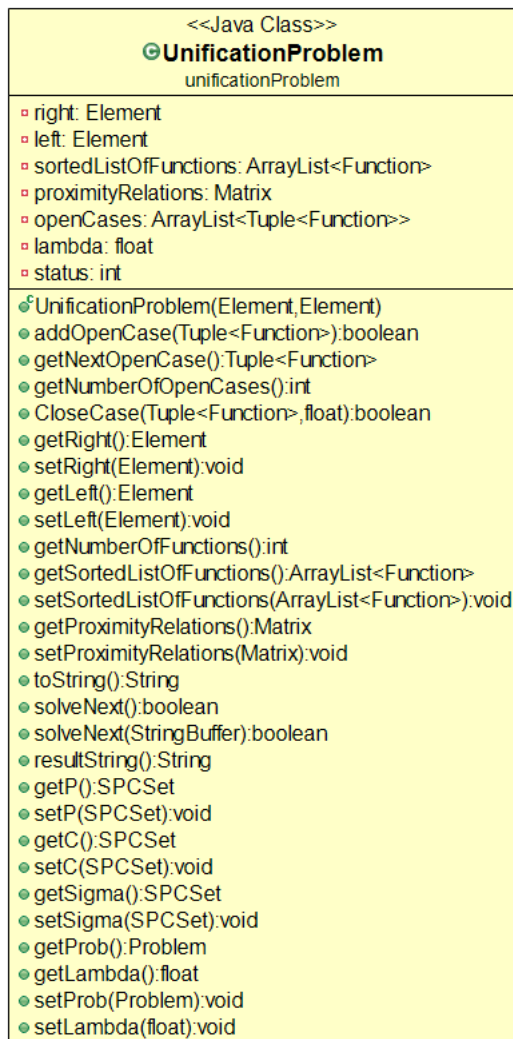 <<Java Class>>
UnificationProblem
unificationProblem
right: Element
left: Element
sortedListOfFunctions: ArrayList<Function>
proximityRelations: Matrix
openCases: ArrayList<Tuple<Function>>
lambda: float
status: int
UnificationProblem(Element,Element)
addOpenCase(Tuple<Function>):boolean
getNextOpenCase():Tuple<Function>
getNumberOfOpenCases():int
CloseCase(Tuple<Function>,float):boolean
getRight():Element
setRight(Element):void
getLeft():Element
setLeft(Element):void
getNumberOfFunctions():int
getSortedListOfFunctions():ArrayList<Function>
setSortedListOfFunctions(ArrayList<Function>):void
getProximityRelations():Matrix
setProximityRelations(Matrix):void
toString():String
solveNext():boolean
solveNext(StringBuffer):boolean
resultString():String
getP():SPCSet
setP(SPCSet):void
getC():SPCSet
setC(SPCSet):void
getSigma():SPCSet
setSigma(SPCSet):void
getProb():Problem
getLambda():float
setProb(Problem):void
setLambda(float):void